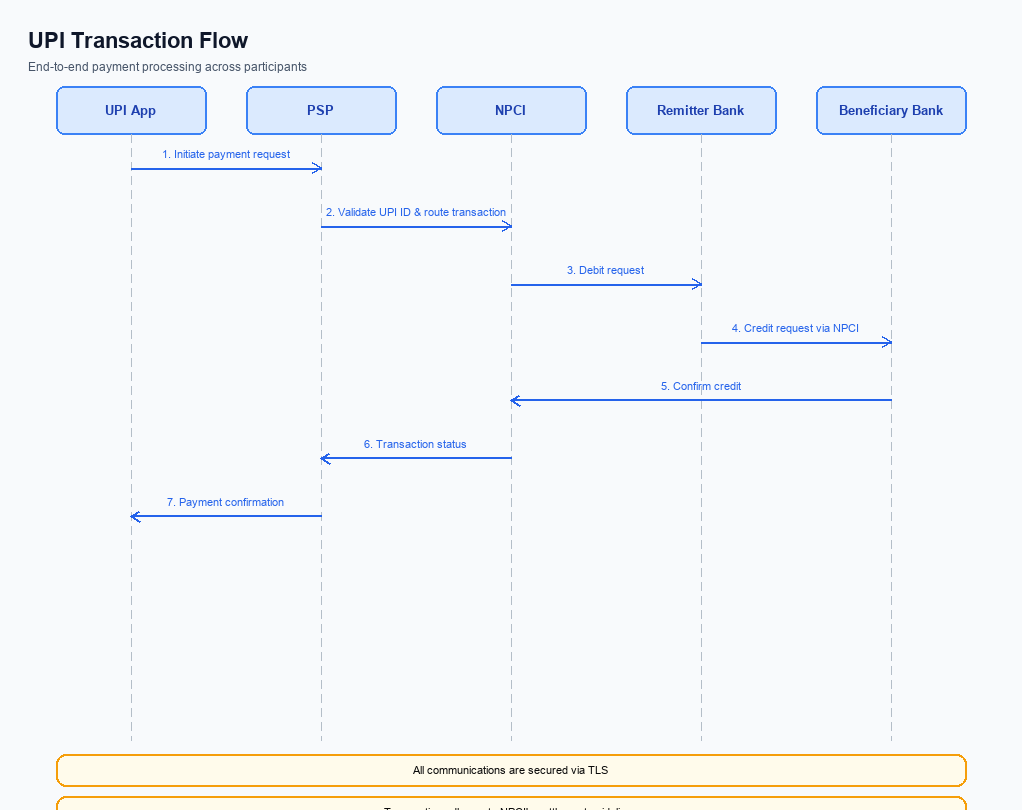 UPI Transaction Flow
End-to-end payment processing across participants
UPI App
PSP
NPCI
Remitter Bank
Beneficiary Bank
1. Initiate payment request
2. Validate UPI ID & route transaction
3. Debit request
4. Credit request via NPCI
5. Confirm credit
6. Transaction status
7. Payment confirmation
All communications are secured via TLS